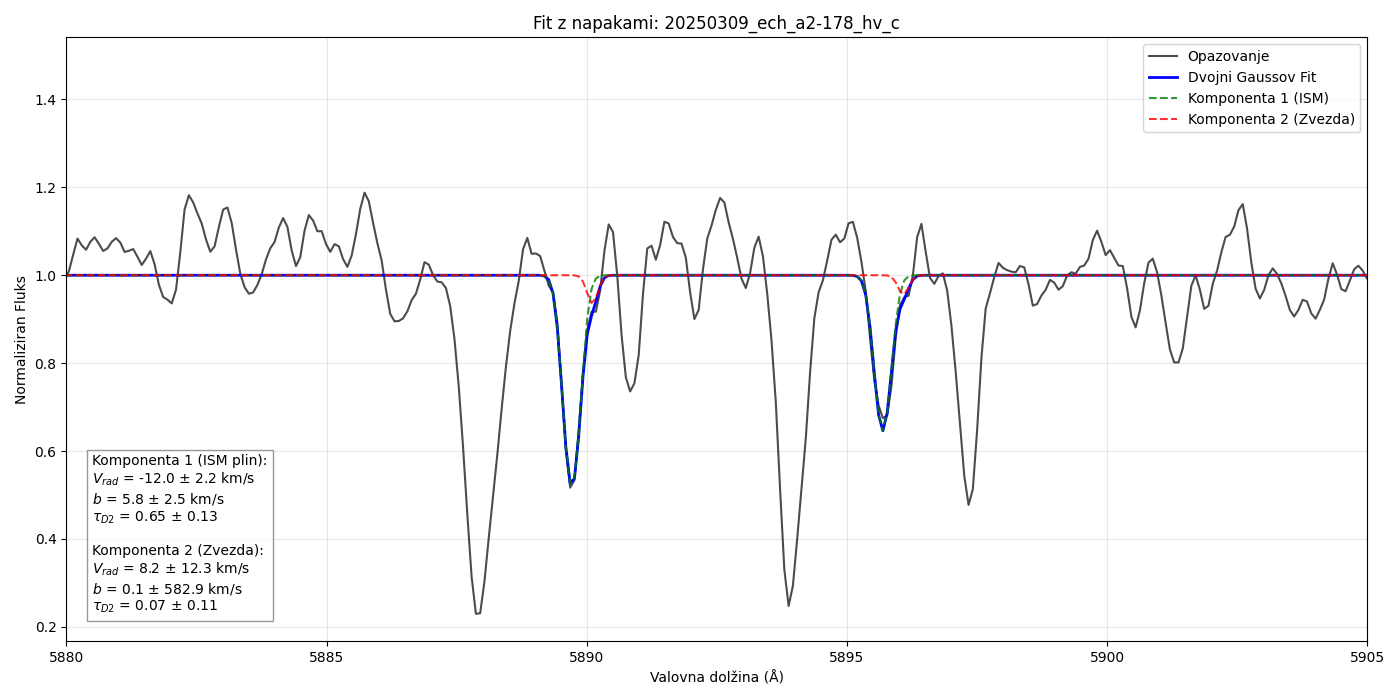 Fit z napakami: 20250309_ech_a2-178_hv_c
Normaliziran Fluks
1.4
1.2
1.0
0.8
0.6
0.4
0.2
Opazovanje
Dvojni Gaussov Fit
Komponenta 1 (ISM)
Komponenta 2 (Zvezda)
Komponenta 1 (ISM plin):
V_rad = -12.0 ± 2.2 km/s
b = 5.8 ± 2.5 km/s
τ_D2 = 0.65 ± 0.13
Komponenta 2 (Zvezda):
V_rad = 8.2 ± 12.3 km/s
b = 0.1 ± 582.9 km/s
τ_D2 = 0.07 ± 0.11
5880 5885 5890 5895 5900 5905
Valovna dolžina (Å)